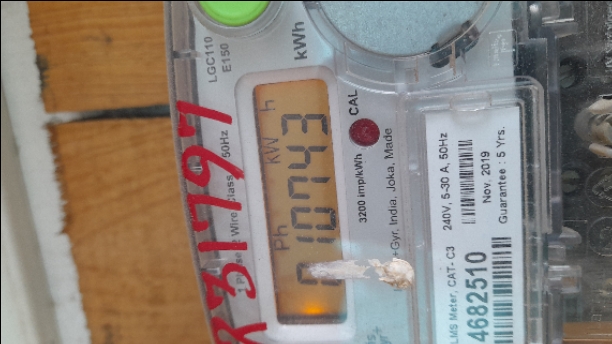 LGC110
E150
R31797
Wire Class 50Hz
Ph kW h
10743
kWh
3200 imp/kWh CAL
+Gyr, India, Joka, Made
LMS Meter, CAT- C3 240V, 5-30 A, 50Hz
4682510
Nov. 2019
Guarantee : 5 Yrs.